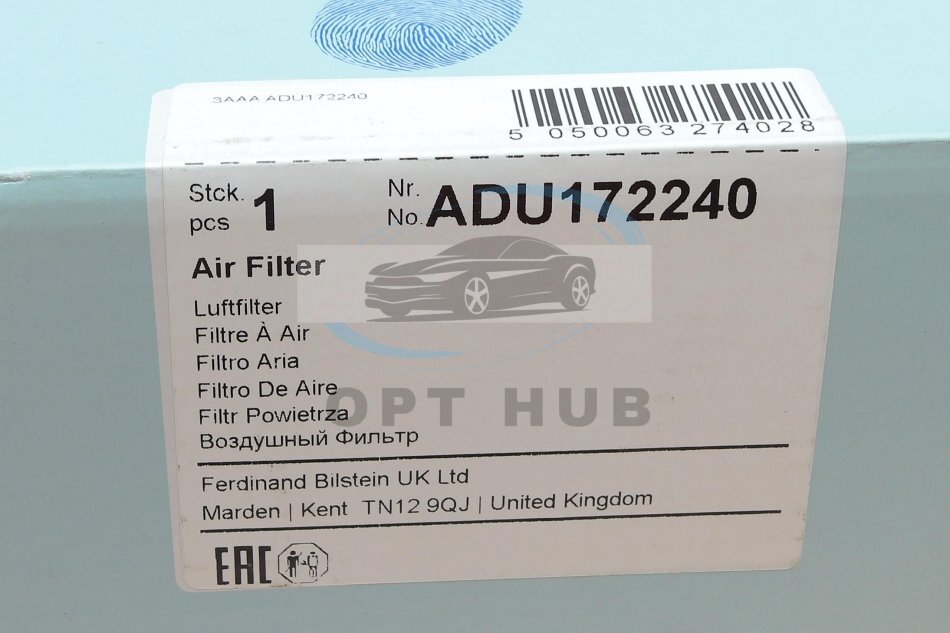 3AAA ADU172240
5 050063 274028
Stck. pcs 1 Nr. No. ADU172240
Air Filter
Luftfilter
Filtre À Air
Filtro Aria
Filtro De Aire
Filtr Powietrza
Воздушный Фильтр
OPT HUB
Ferdinand Bilstein UK Ltd
Marden | Kent TN12 9QJ | United Kingdom
EAC